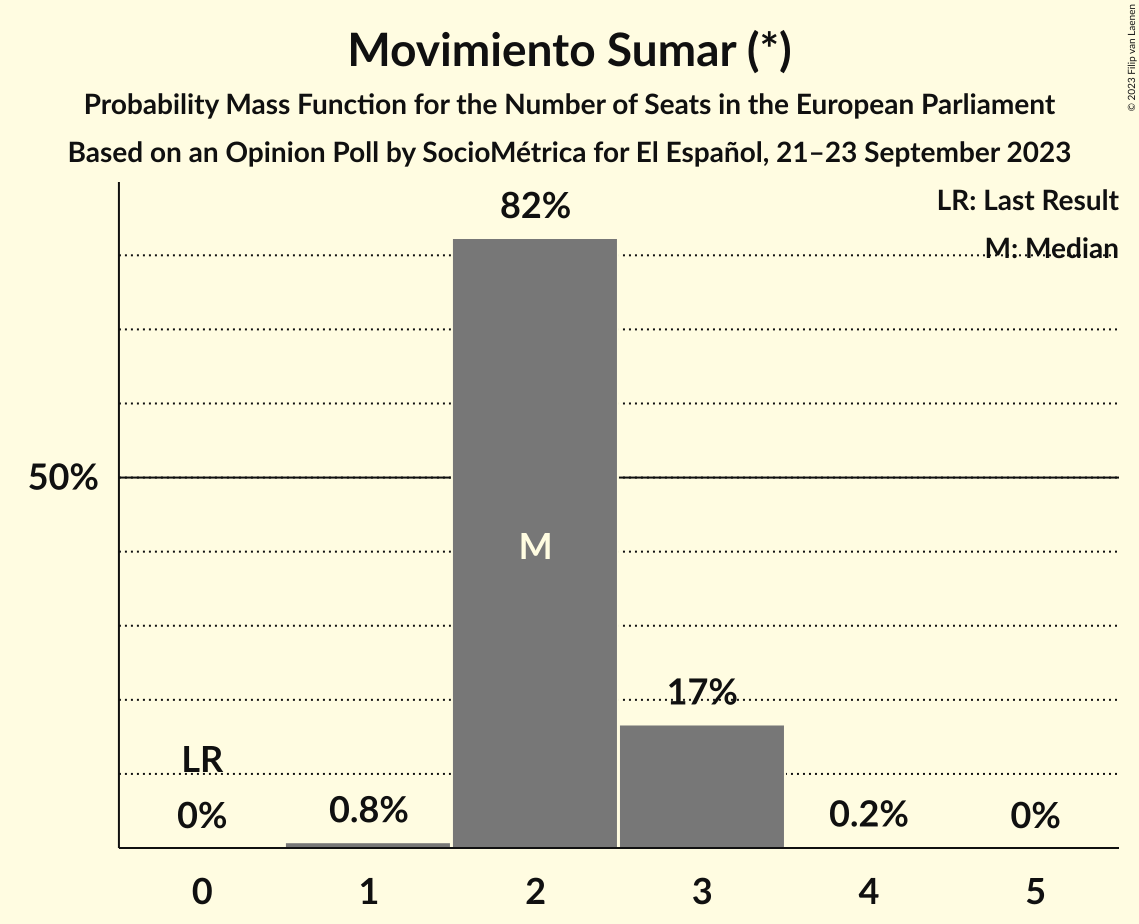 Movimiento Sumar (*)
Probability Mass Function for the Number of Seats in the European Parliament
Based on an Opinion Poll by SocioMétrica for El Español, 21–23 September 2023
© 2023 Filip van Laenen
LR: Last Result
M: Median
82%
50%
M
17%
LR
0%
0.8%
0.2%
0%
0
1
2
3
4
5